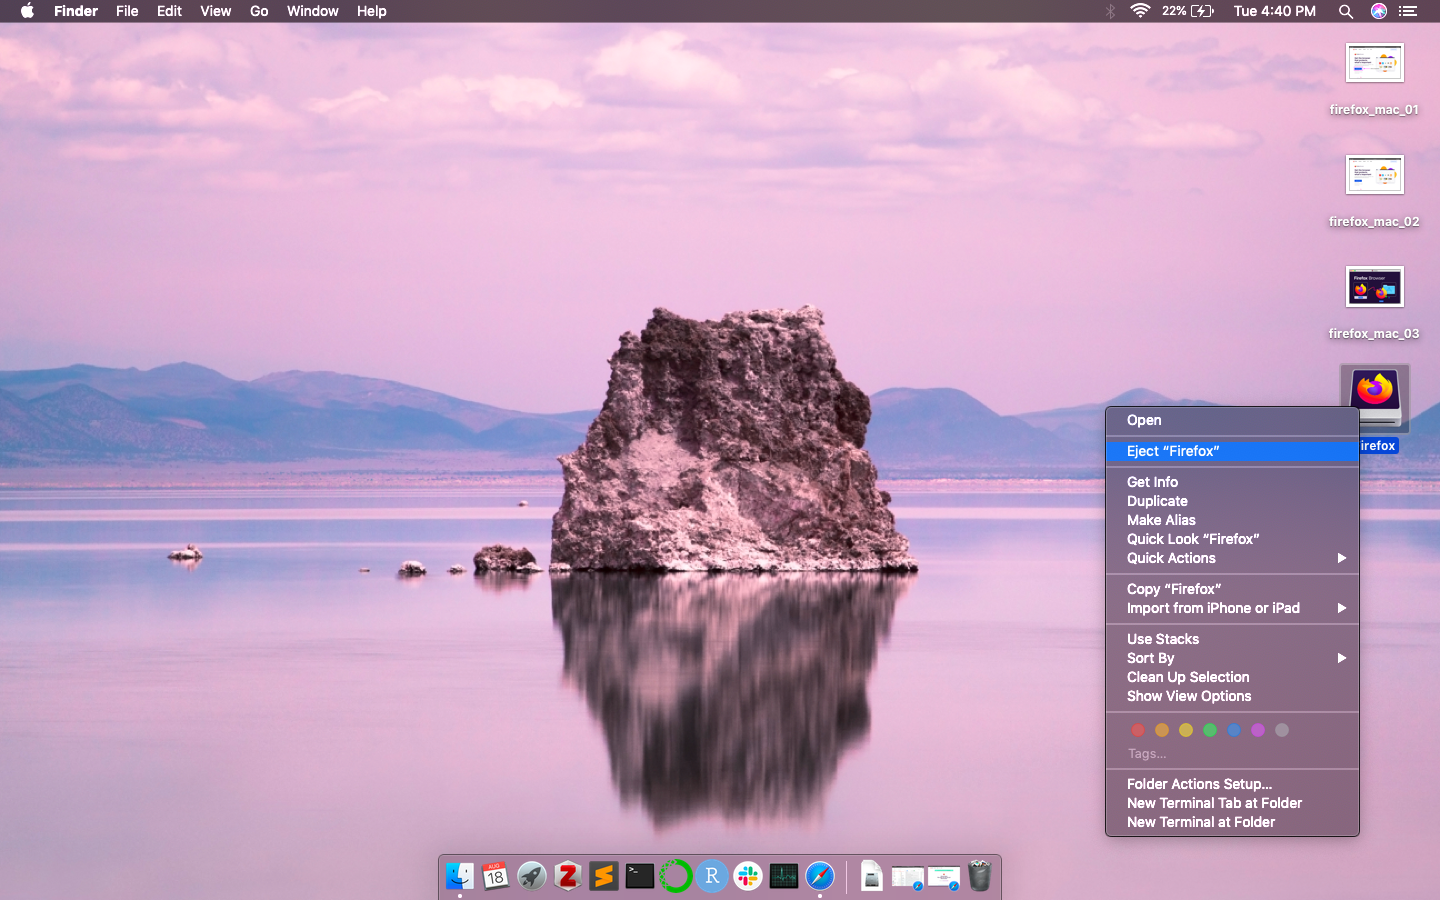 Finder File Edit View Go Window Help 22% Tue 4:40 PM
firefox_mac_01
firefox_mac_02
Firefox Browser
firefox_mac_03
irefox
Open
Eject “Firefox”
Get Info
Duplicate
Make Alias
Quick Look “Firefox”
Quick Actions
Copy “Firefox”
Import from iPhone or iPad
Use Stacks
Sort By
Clean Up Selection
Show View Options
Tags...
Folder Actions Setup...
New Terminal Tab at Folder
New Terminal at Folder
AUG
18
Z
S
>_
R